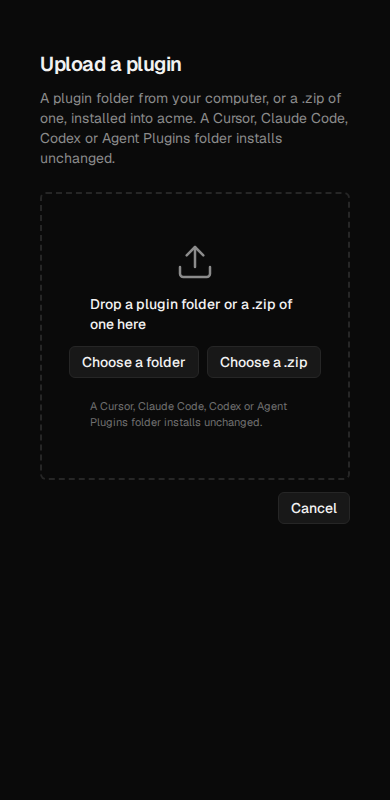 Upload a plugin
A plugin folder from your computer, or a .zip of
one, installed into acme. A Cursor, Claude Code,
Codex or Agent Plugins folder installs
unchanged.
Drop a plugin folder or a .zip of
one here
Choose a folder
Choose a .zip
A Cursor, Claude Code, Codex or Agent
Plugins folder installs unchanged.
Cancel